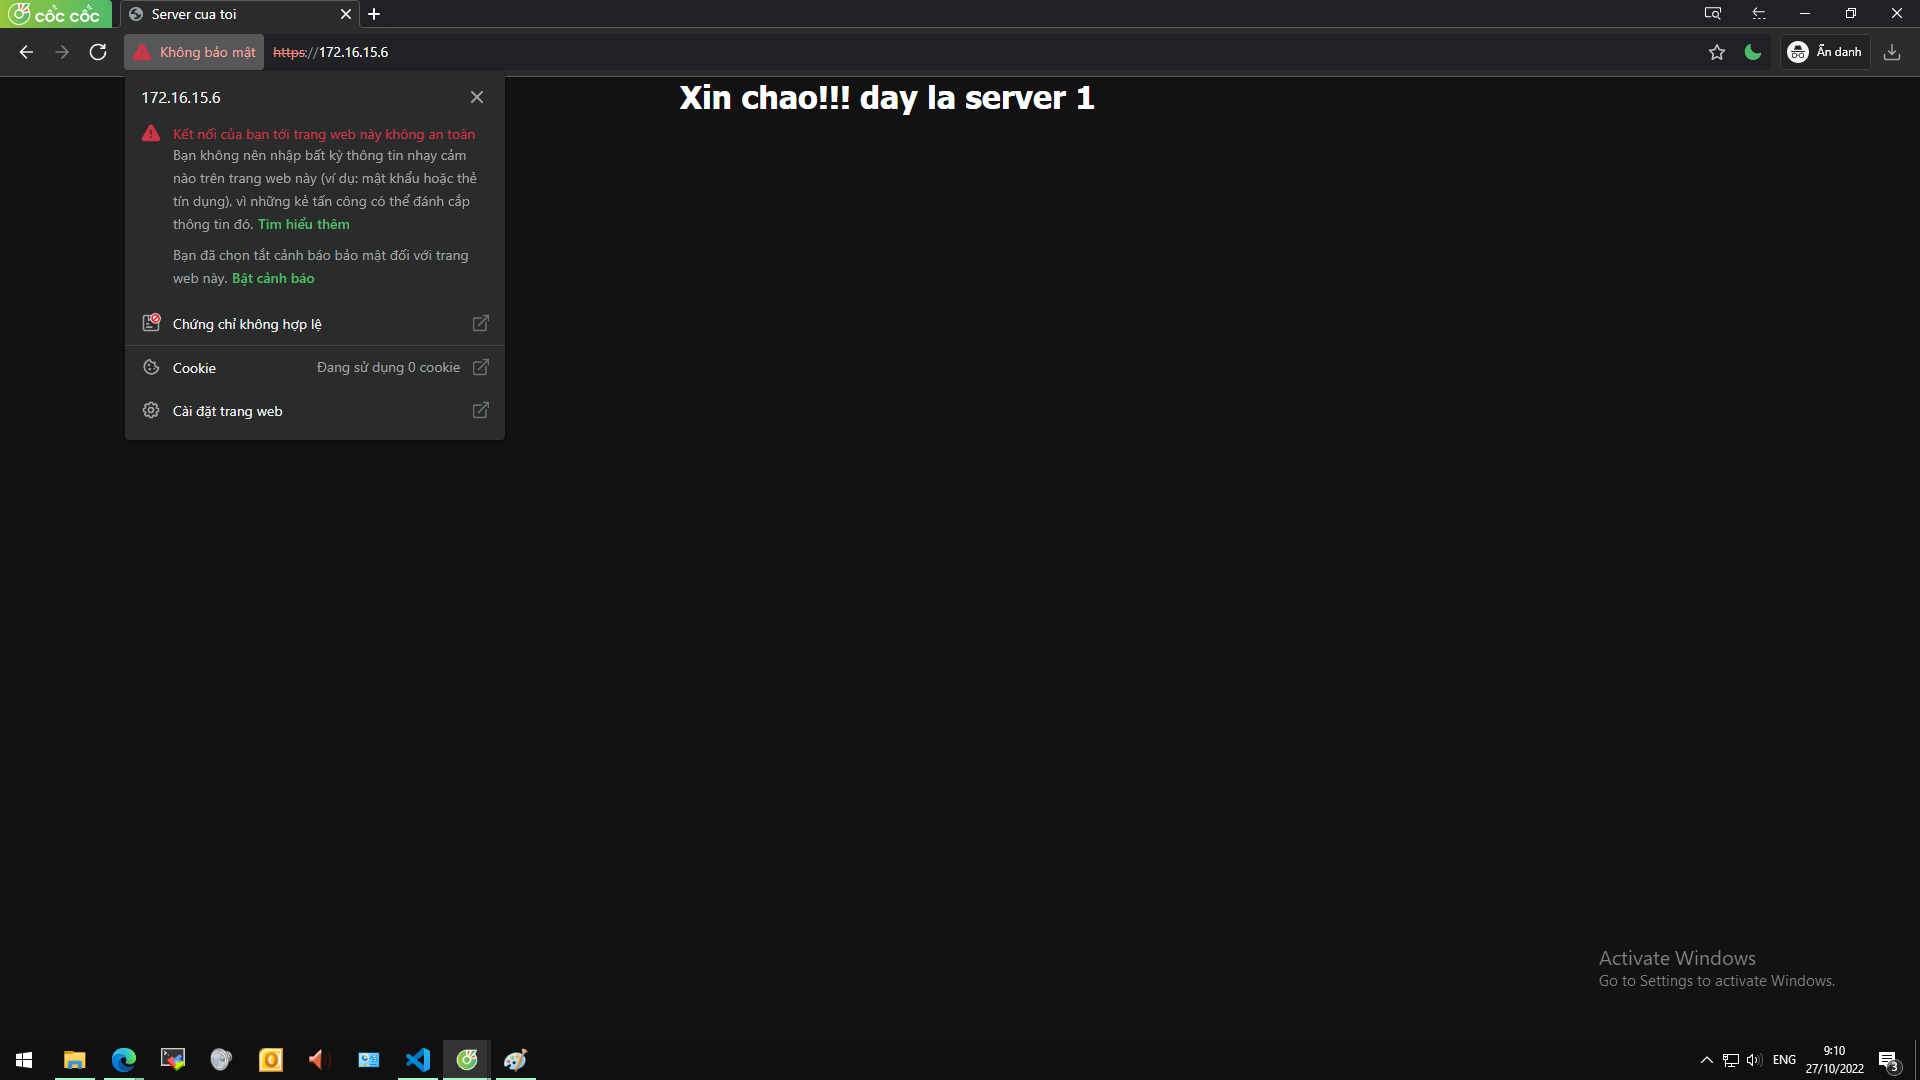 cốc cốc
Server cua toi
Không bảo mật
https://172.16.15.6
Ẩn danh
172.16.15.6
Kết nối của bạn tới trang web này không an toàn
Bạn không nên nhập bất kỳ thông tin nhạy cảm
nào trên trang web này (ví dụ: mật khẩu hoặc thẻ
tín dụng), vì những kẻ tấn công có thể đánh cắp
thông tin đó. Tìm hiểu thêm
Bạn đã chọn tắt cảnh báo bảo mật đối với trang
web này. Bật cảnh báo
Chứng chỉ không hợp lệ
Cookie
Đang sử dụng 0 cookie
Cài đặt trang web
Xin chao!!! day la server 1
Activate Windows
Go to Settings to activate Windows.
ENG
9:10
27/10/2022
3